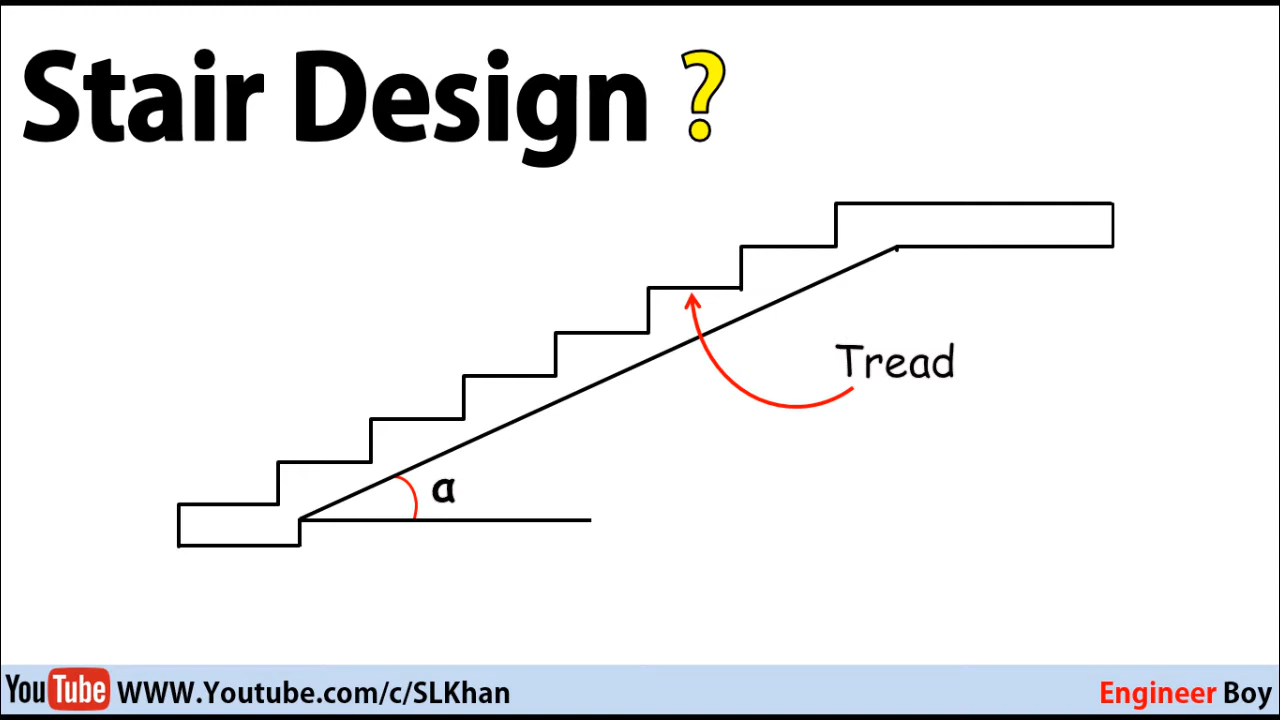 Stair Design ?
Tread
α
YouTube WWW.Youtube.com/c/SLKhan
Engineer Boy